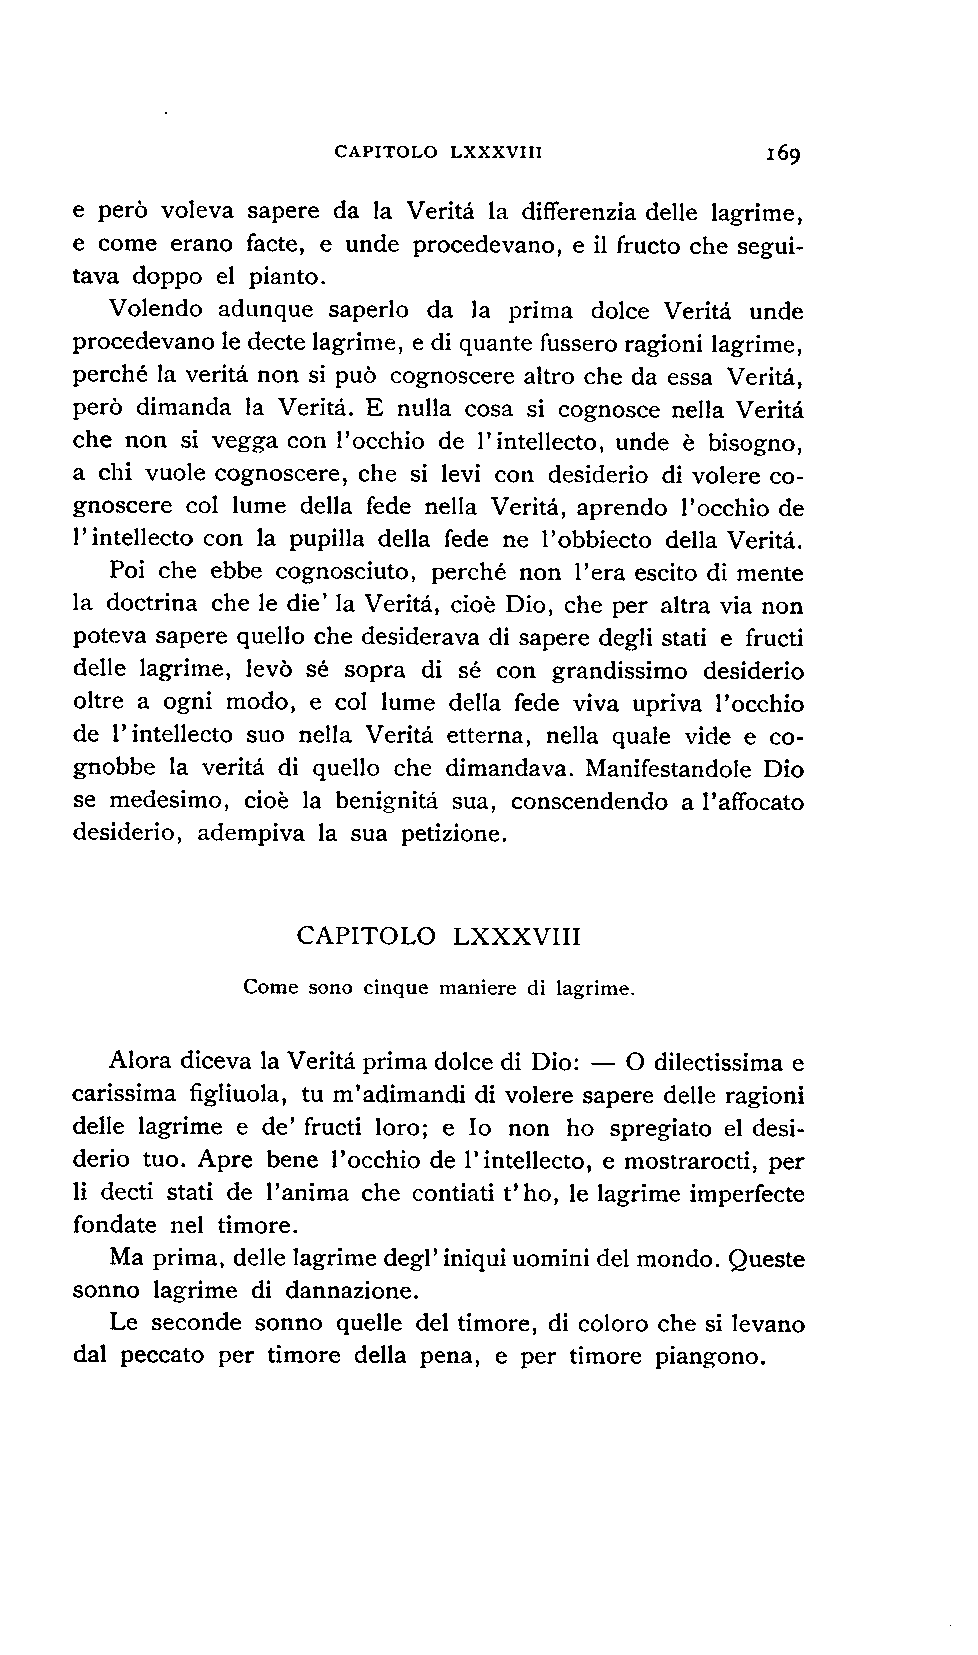 CAPITOLO LXXXVIII 169
e però voleva sapere da la Veritá la differenzia delle lagrime,
e come erano facte, e unde procedevano, e il fructo che segui-
tava doppo el pianto.
Volendo adunque saperlo da la prima dolce Veritá unde
procedevano le decte lagrime, e di quante fussero ragioni lagrime,
perché la veritá non si può cognoscere altro che da essa Veritá,
però dimanda la Veritá. E nulla cosa si cognosce nella Veritá
che non si vegga con l'occhio de l'intellecto, unde è bisogno,
a chi vuole cognoscere, che si levi con desiderio di volere co-
gnoscere col lume della fede nella Veritá, aprendo l'occhio de
l'intellecto con la pupilla della fede ne l'obbiecto della Veritá.
Poi che ebbe cognosciuto, perché non l'era escito di mente
la doctrina che le die' la Veritá, cioè Dio, che per altra via non
poteva sapere quello che desiderava di sapere degli stati e fructi
delle lagrime, levò sé sopra di sé con grandissimo desiderio
oltre a ogni modo, e col lume della fede viva upriva l'occhio
de l'intellecto suo nella Veritá etterna, nella quale vide e co-
gnobbe la veritá di quello che dimandava. Manifestandole Dio
se medesimo, cioè la benignitá sua, conscendendo a l'affocato
desiderio, adempiva la sua petizione.
CAPITOLO LXXXVIII
Come sono cinque maniere di lagrime.
Alora diceva la Veritá prima dolce di Dio: — O dilectissima e
carissima figliuola, tu m'adimandi di volere sapere delle ragioni
delle lagrime e de' fructi loro; e Io non ho spregiato el desi-
derio tuo. Apre bene l'occhio de l'intellecto, e mostrarocti, per
li decti stati de l'anima che contiati t'ho, le lagrime imperfecte
fondate nel timore.
Ma prima, delle lagrime degl'iniqui uomini del mondo. Queste
sonno lagrime di dannazione.
Le seconde sonno quelle del timore, di coloro che si levano
dal peccato per timore della pena, e per timore piangono.